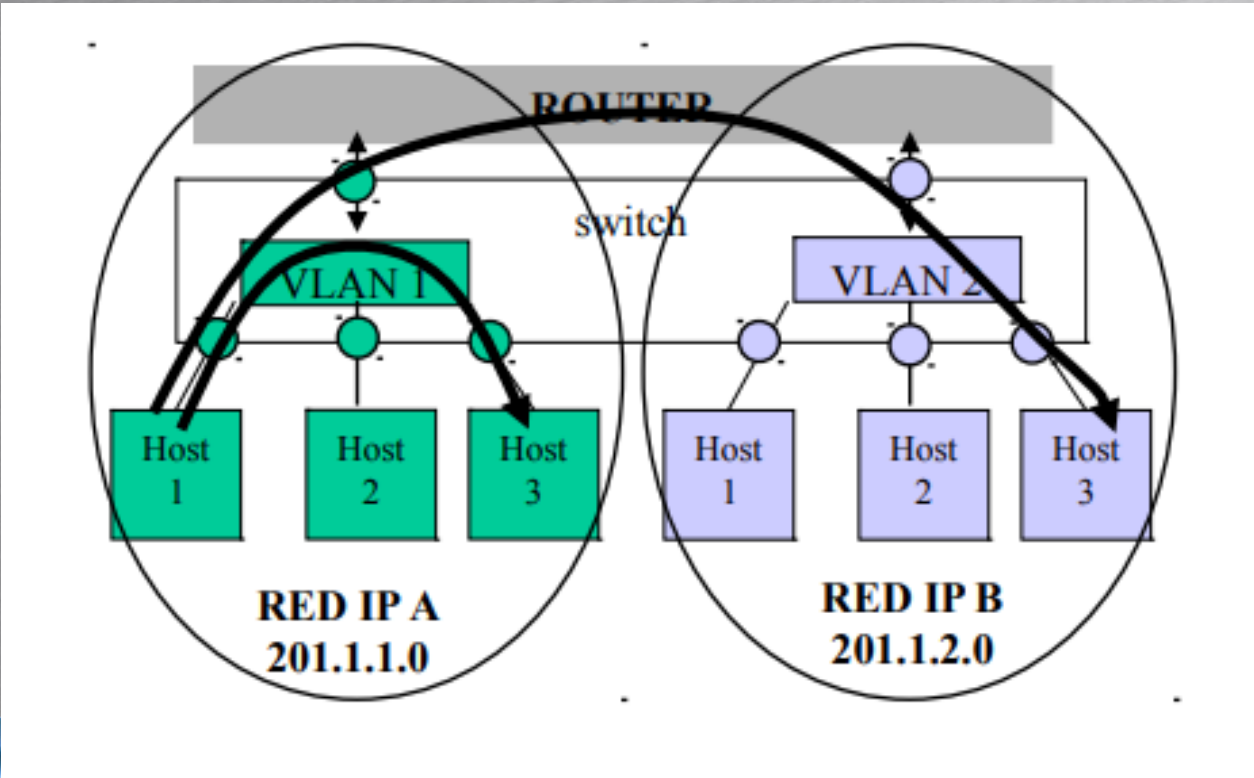 ROUTER
switch
VLAN 1
VLAN 2
Host
1
Host
2
Host
3
Host
1
Host
2
Host
3
RED IP A
201.1.1.0
RED IP B
201.1.2.0